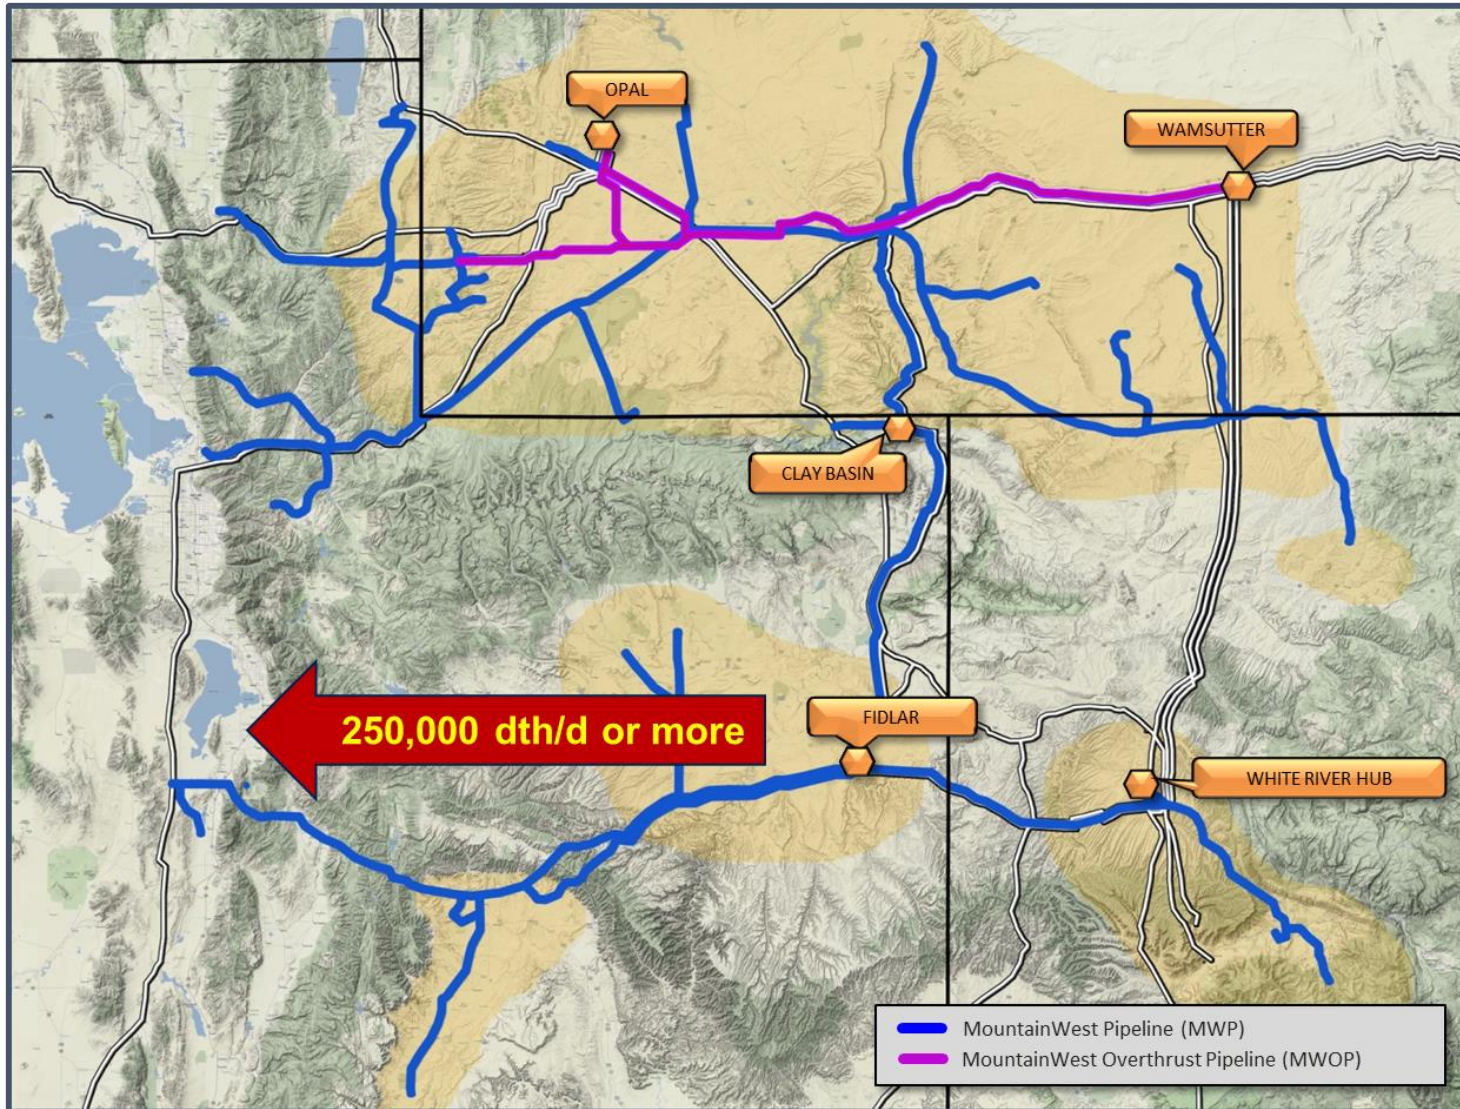 OPAL
WAMSUTTER
CLAY BASIN
FIDLAR
250,000 dth/d or more
WHITE RIVER HUB
MountainWest Pipeline (MWP)
MountainWest Overthrust Pipeline (MWOP)